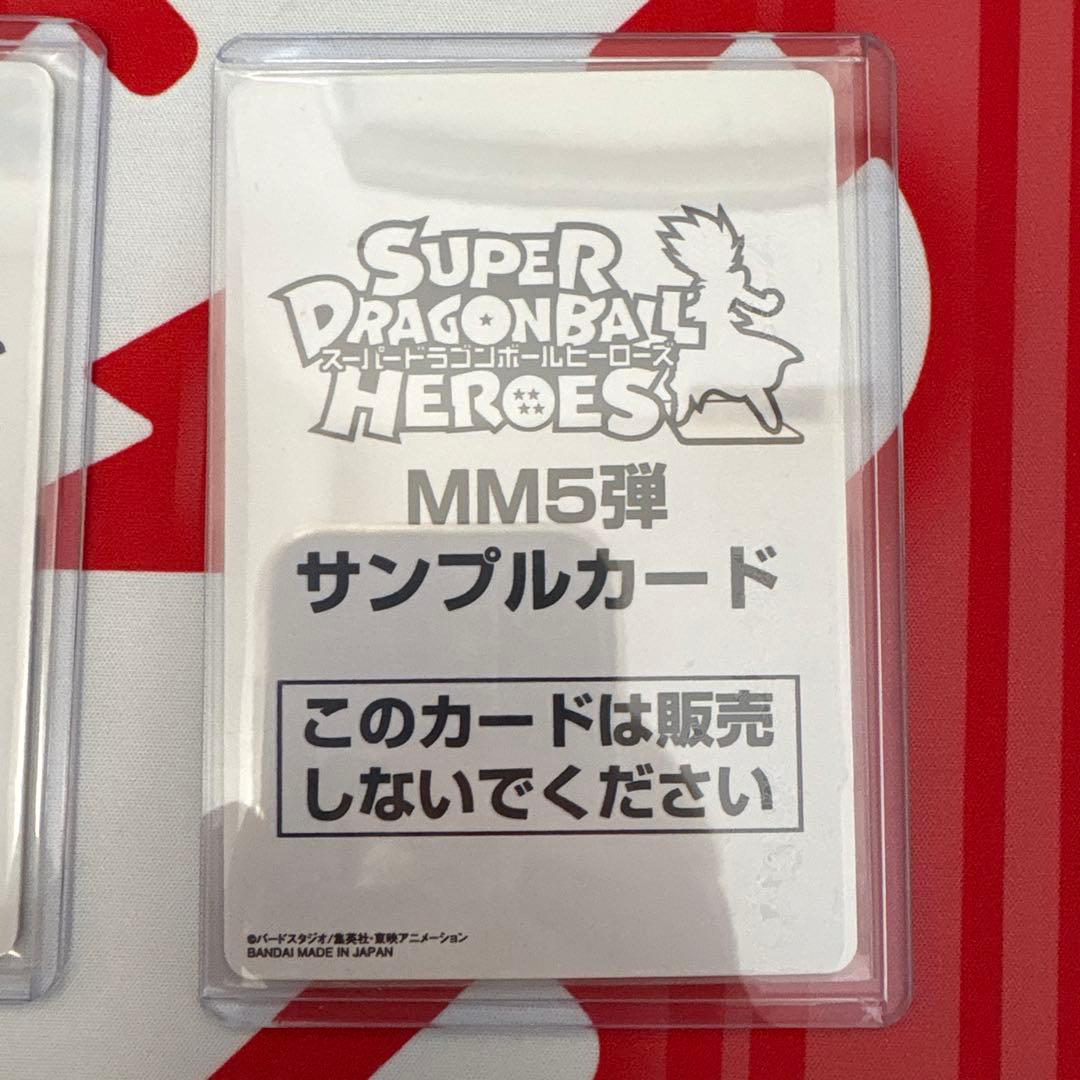 SUPER
DRAGONBALL
スーパードラゴンボールヒーローズ
HEROES
MM5弾
サンプルカード
このカードは販売
しないでください
©バードスタジオ/集英社・東映アニメーション
BANDAI MADE IN JAPAN